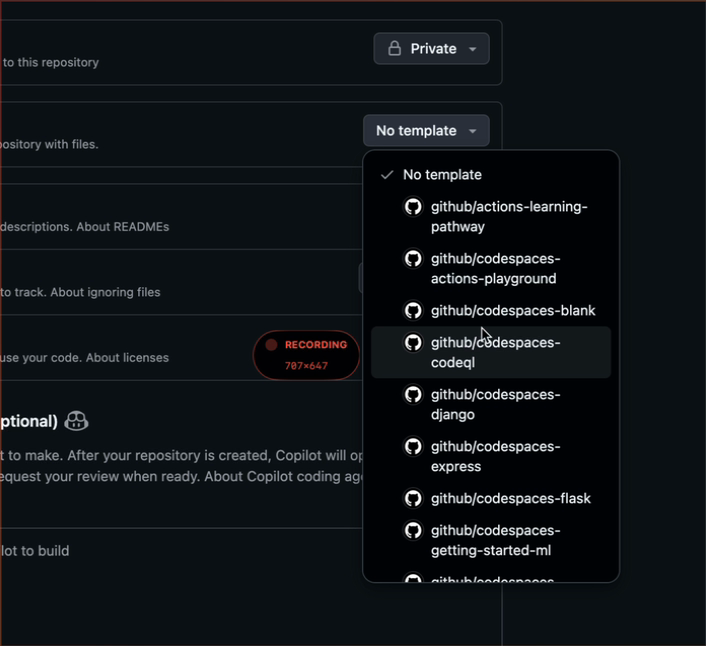 Private
to this repository
No template
ository with files.
No template
github/actions-learning-
pathway
descriptions. About READMEs
github/codespaces-
actions-playground
to track. About ignoring files
github/codespaces-blank
RECORDING
707×647
use your code. About licenses
github/codespaces-
codeql
github/codespaces-
django
ptional)
github/codespaces-
express
t to make. After your repository is created, Copilot will op
equest your review when ready. About Copilot coding age
github/codespaces-flask
github/codespaces-
getting-started-ml
lot to build
github/codespaces-